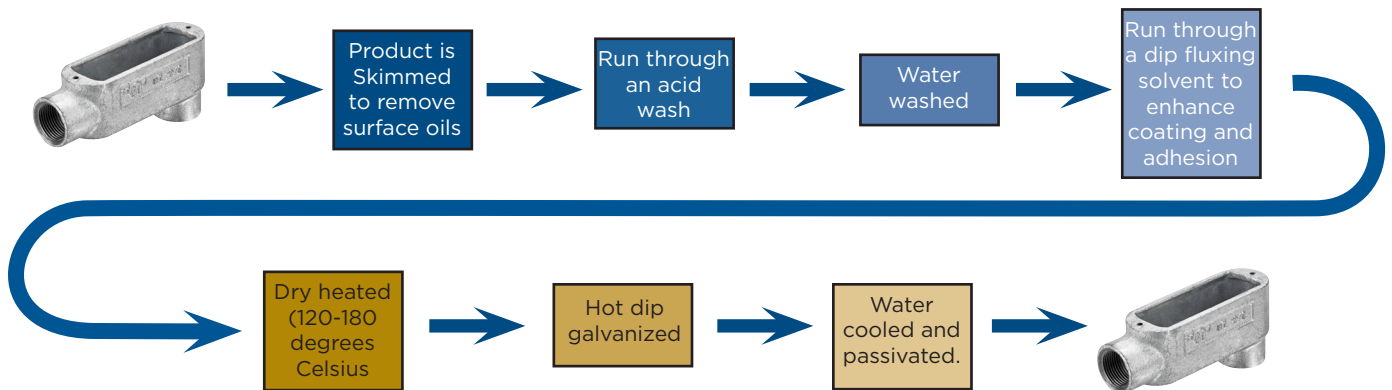 Product is
Skimmed
to remove
surface oils
Run through
an acid
wash
Water
washed
Run through
a dip fluxing
solvent to
enhance
coating and
adhesion
Dry heated
(120-180
degrees
Celsius
Hot dip
galvanized
Water
cooled and
passivated.